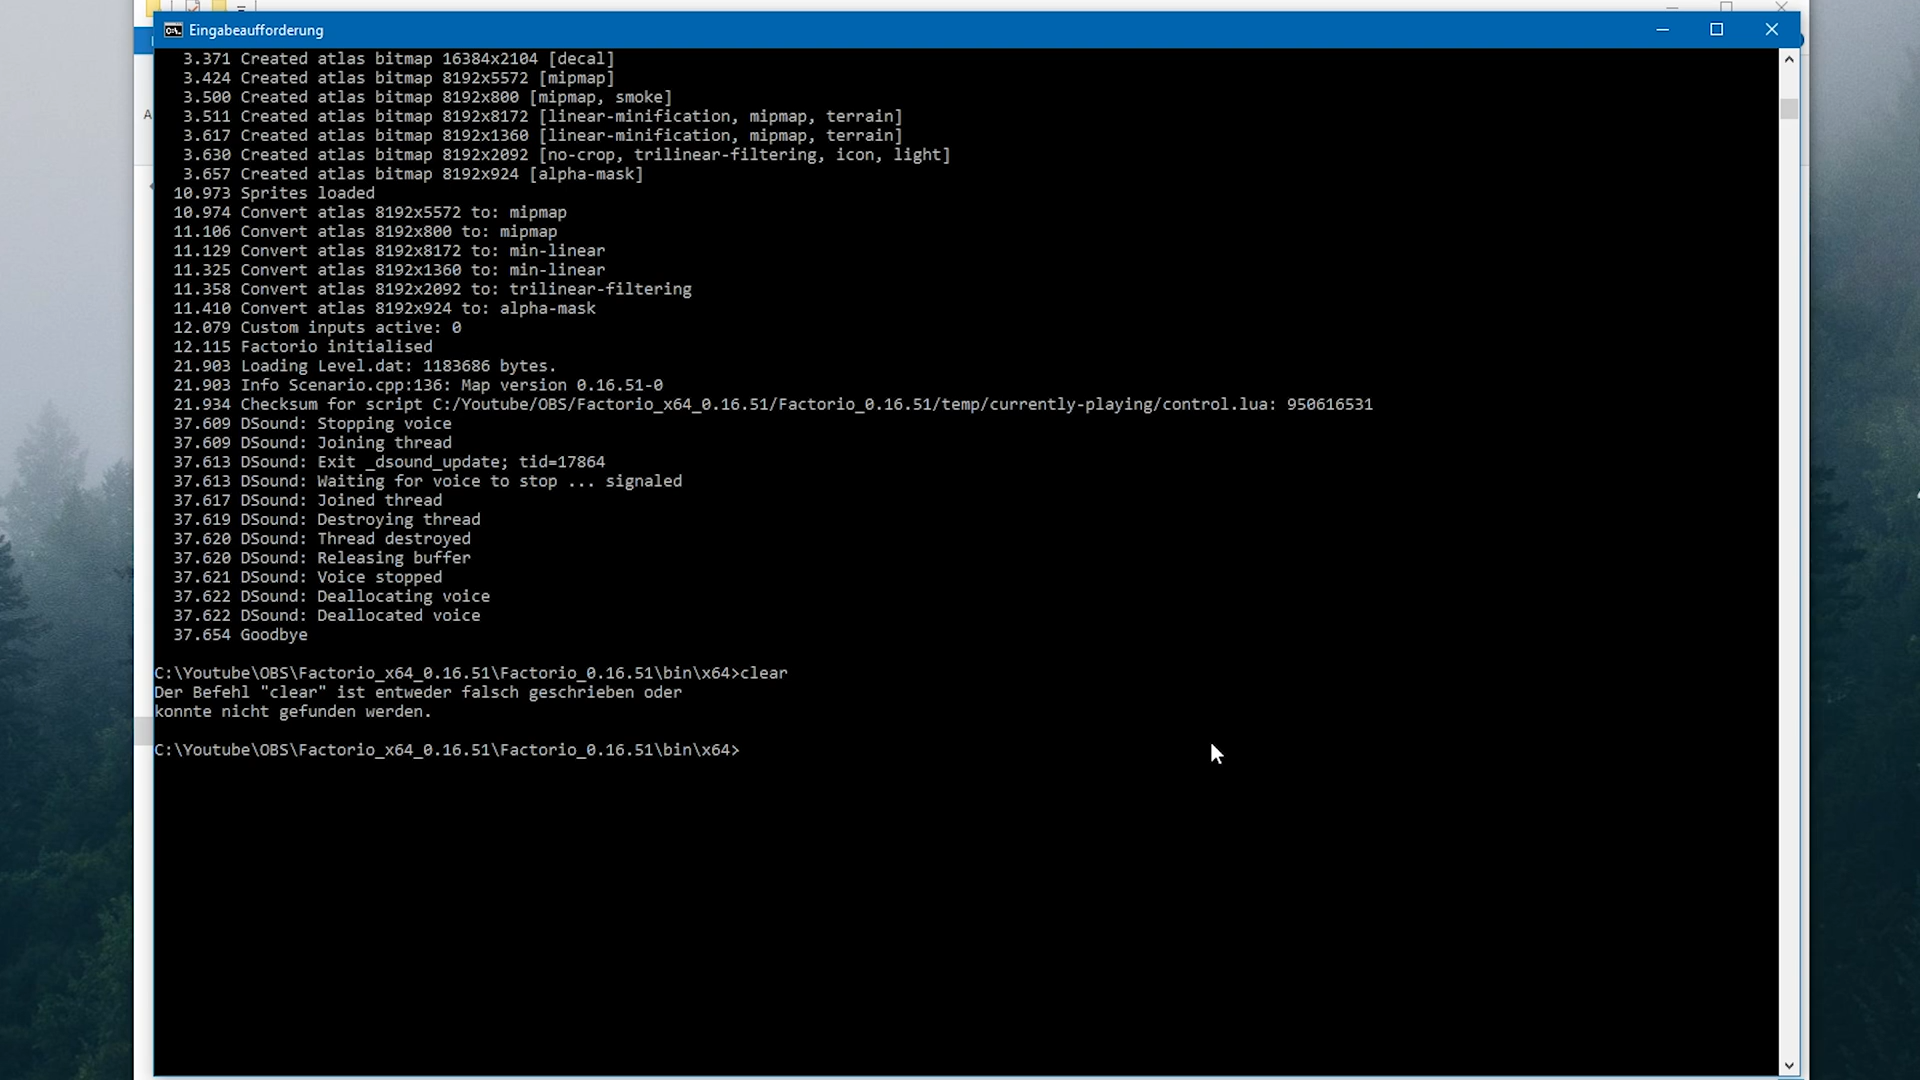 Eingabeaufforderung
3.371 Created atlas bitmap 16384x2104 [decal]
3.424 Created atlas bitmap 8192x5572 [mipmap]
3.500 Created atlas bitmap 8192x800 [mipmap, smoke]
3.511 Created atlas bitmap 8192x8172 [linear-minification, mipmap, terrain]
3.617 Created atlas bitmap 8192x1360 [linear-minification, mipmap, terrain]
3.630 Created atlas bitmap 8192x2092 [no-crop, trilinear-filtering, icon, light]
3.657 Created atlas bitmap 8192x924 [alpha-mask]
10.973 Sprites loaded
10.974 Convert atlas 8192x5572 to: mipmap
11.106 Convert atlas 8192x800 to: mipmap
11.129 Convert atlas 8192x8172 to: min-linear
11.325 Convert atlas 8192x1360 to: min-linear
11.358 Convert atlas 8192x2092 to: trilinear-filtering
11.410 Convert atlas 8192x924 to: alpha-mask
12.079 Custom inputs active: 0
12.115 Factorio initialised
21.903 Loading Level.dat: 1183686 bytes.
21.903 Info Scenario.cpp:136: Map version 0.16.51-0
21.934 Checksum for script C:/Youtube/OBS/Factorio_x64_0.16.51/Factorio_0.16.51/temp/currently-playing/control.lua: 950616531
37.609 DSound: Stopping voice
37.609 DSound: Joining thread
37.613 DSound: Exit _dsound_update; tid=17864
37.613 DSound: Waiting for voice to stop ... signaled
37.617 DSound: Joined thread
37.619 DSound: Destroying thread
37.620 DSound: Thread destroyed
37.620 DSound: Releasing buffer
37.621 DSound: Voice stopped
37.622 DSound: Deallocating voice
37.622 DSound: Deallocated voice
37.654 Goodbye
C:\Youtube\OBS\Factorio_x64_0.16.51\Factorio_0.16.51\bin\x64>clear
Der Befehl "clear" ist entweder falsch geschrieben oder
konnte nicht gefunden werden.
C:\Youtube\OBS\Factorio_x64_0.16.51\Factorio_0.16.51\bin\x64>